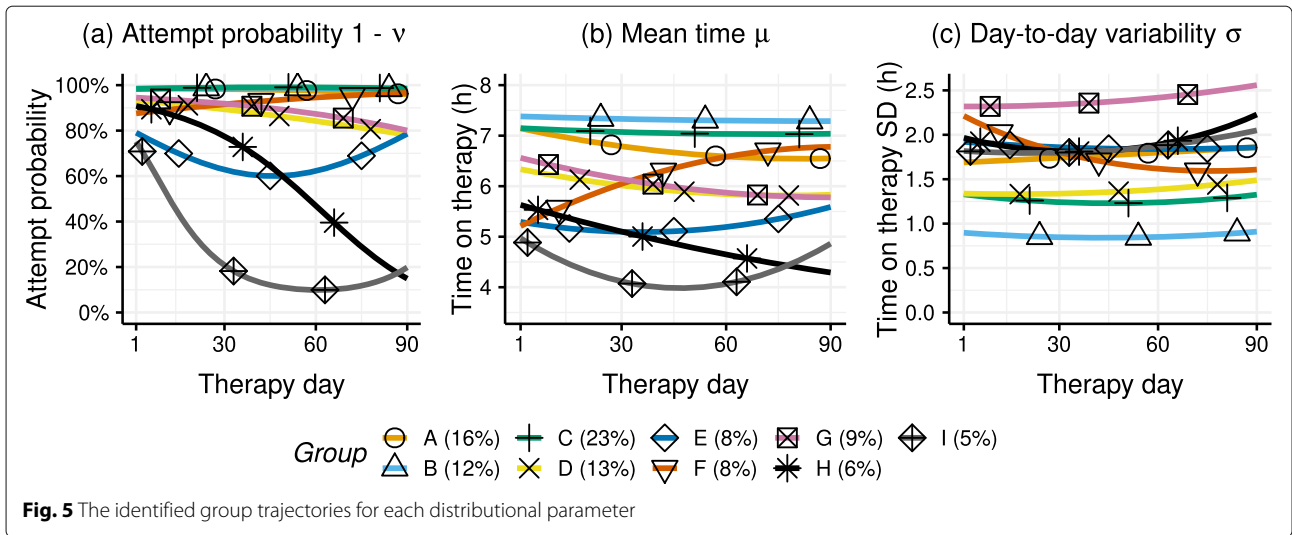 (a) Attempt probability 1 - ν
(b) Mean time μ
(c) Day-to-day variability σ
Attempt probability
100%
80%
60%
40%
20%
0%
1 30 60 90
Therapy day
Time on therapy (h)
8
7
6
5
4
1 30 60 90
Therapy day
Time on therapy SD (h)
2.5
2.0
1.5
1.0
0.5
0.0
1 30 60 90
Therapy day
Group
A (16%) C (23%) E (8%) G (9%) I (5%)
B (12%) D (13%) F (8%) H (6%)
Fig. 5 The identified group trajectories for each distributional parameter